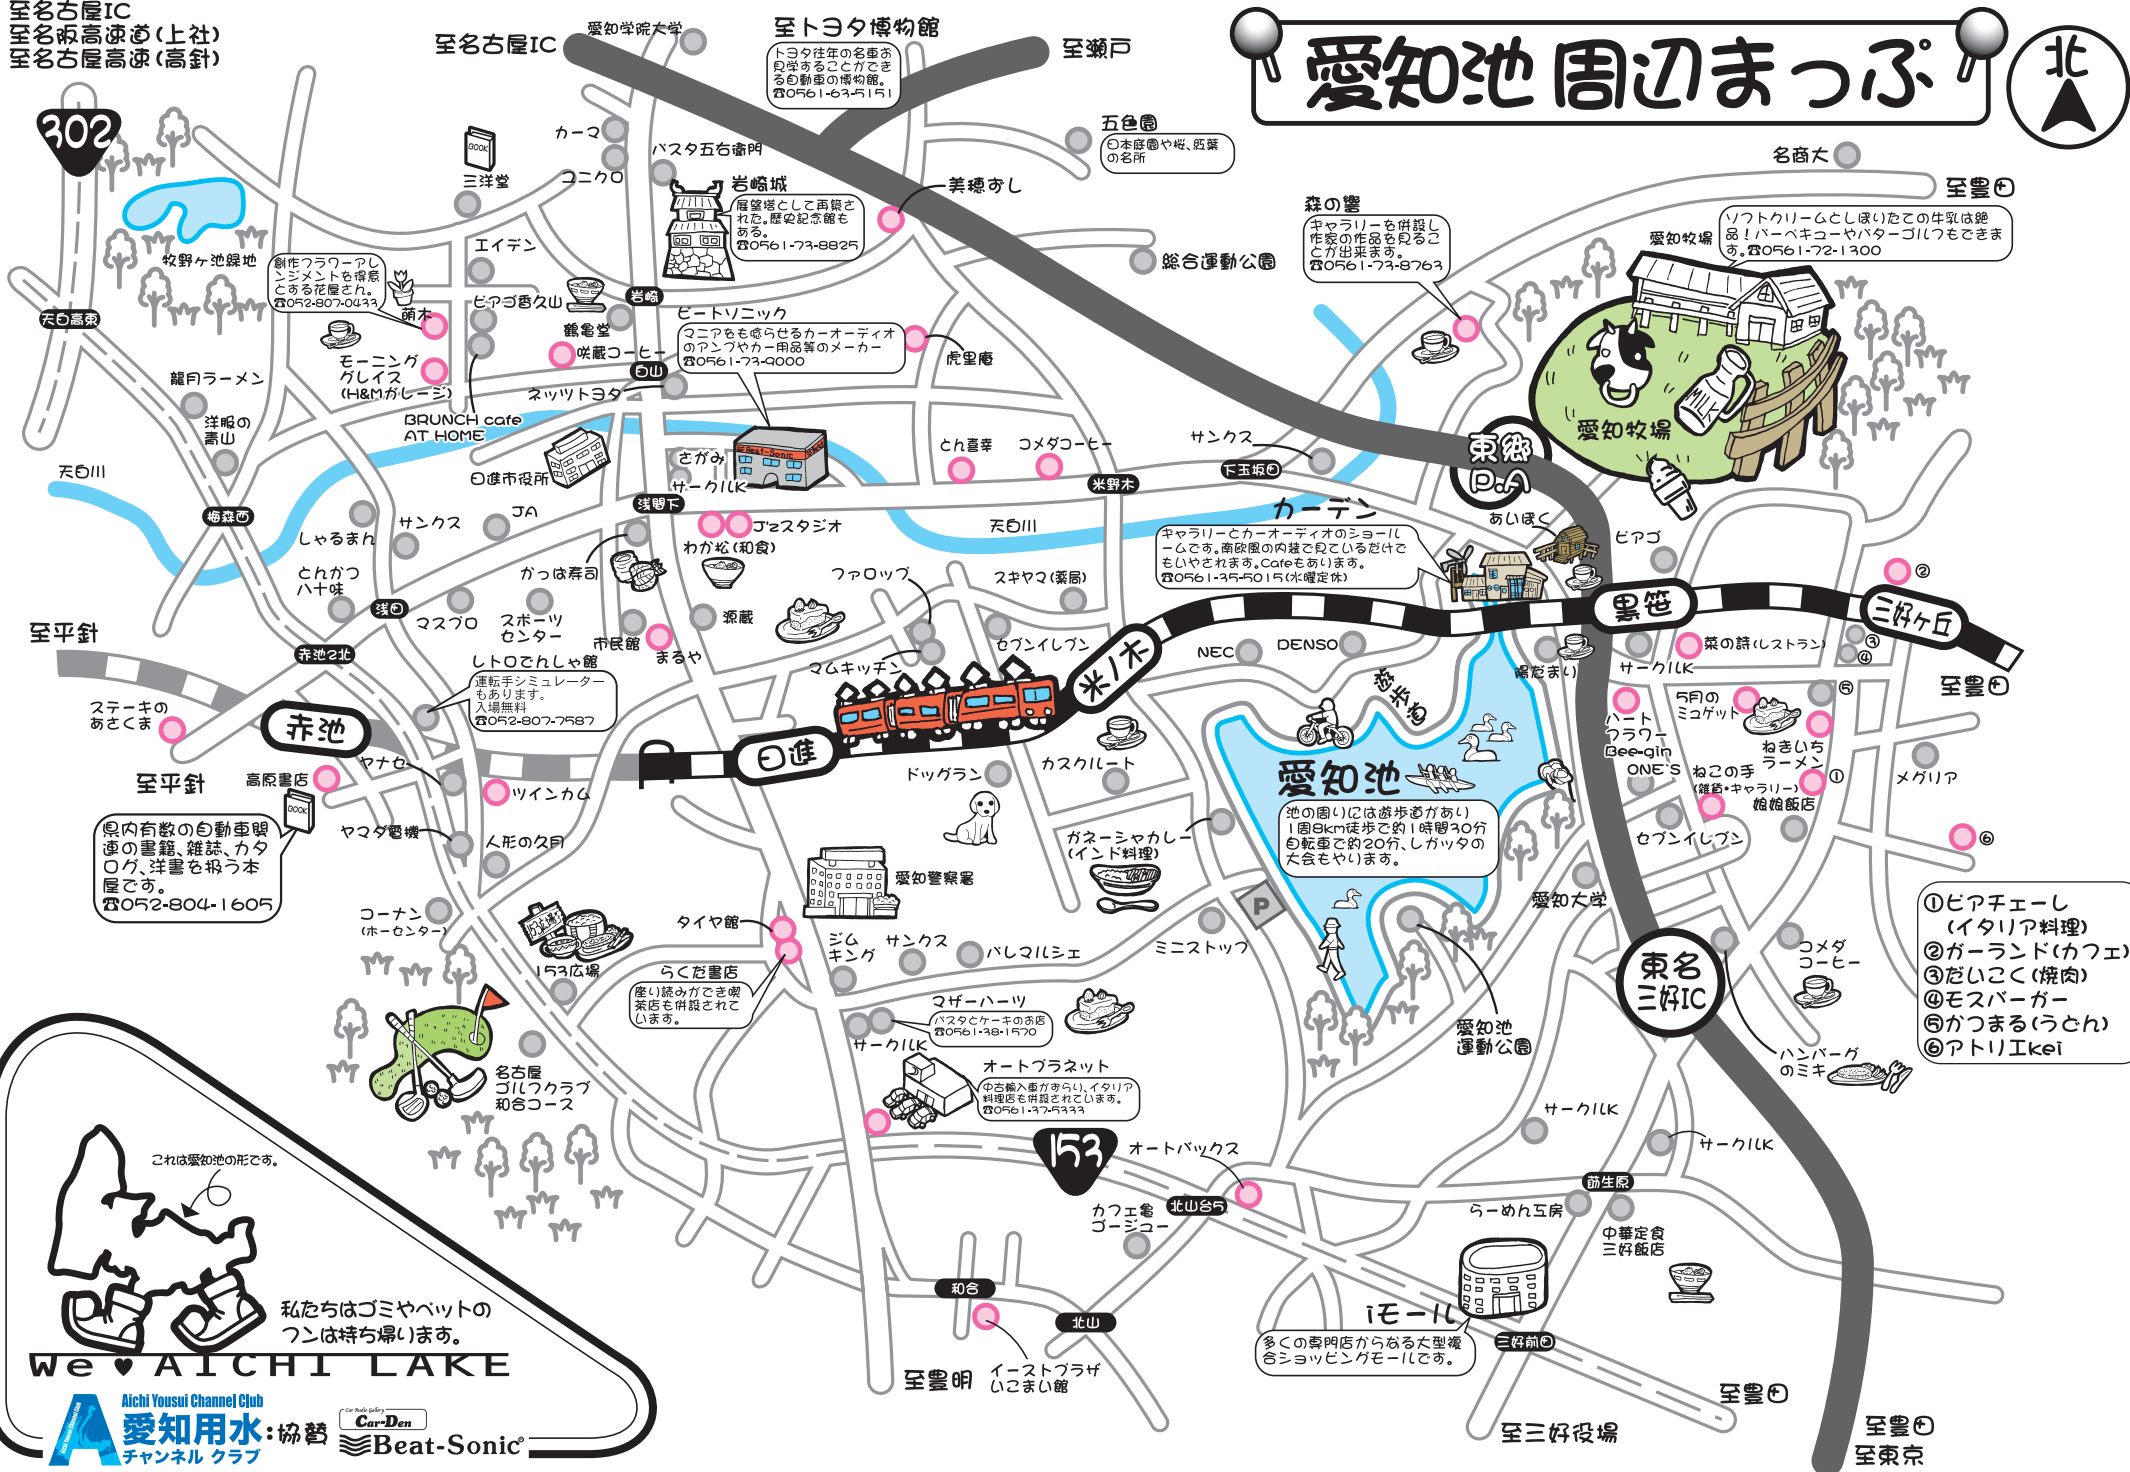 至名古屋IC
至名阪高速道(上社)
至名古屋高速(高針)
302
至名古屋IC
愛知学院大学
至トヨタ博物館
トヨタ往年の名車お
見学することができ
る自動車の博物館。
☎0561-63-5151
至瀬戸
愛知池 周辺まっぷ
北
五色園
日本庭園や桜、紅葉
の名所
名商大
至豊田
カーマ
ユニクロ
パスタ五右衛門
BOOK
三洋堂
岩崎城
展望塔として再築さ
れた。歴史記念館も
ある。
☎0561-73-8825
美穂ずし
総合運動公園
森の響
ギャラリーを併設し
作家の作品を見るこ
とが出来ます。
☎0561-73-8763
愛知牧場
ソフトクリームとしぼりたての牛乳は絶
品！バーベキューやバターゴルフもできま
す。☎0561-72-1300
MILK
愛知牧場
牧野ヶ池緑地
創作フラワーアレ
ンジメントを得意
とする花屋さん。
☎052-807-0433
萌木
エイデン
ピアゴ香久山
鶴亀堂
岩崎
天白高東
モーニング
グレイス
(H&Mガレージ)
咲蔵コーヒー
白山
ネッツトヨタ
ビートソニック
マニアをも唸らせるカーオーディオ
のアンプやカー用品等のメーカー
☎0561-73-9000
虎里庵
龍月ラーメン
洋服の
青山
BRUNCH cafe
AT HOME
日進市役所
さがみ
サークルK
Beat-Sonic
とん喜幸
コメダコーヒー
サンクス
下玉坂田
米野木
東郷
P.A
天白川
梅森西
しゃるまん
サンクス
JA
浅間下
J'zスタジオ
わか松(和食)
天白川
カーデン
ギャラリーとカーオーディオのショール
ームです。南欧風の内装で見ているだけで
もいやされます。Cafeもあります。
☎0561-35-5015(水曜定休)
あいぼく
ピアゴ
とんかつ
八十味
浅田
かっぱ寿司
マスプロ
スポーツ
センター
市民館
まるや
源蔵
ファロップ
スギヤマ(薬局)
セブンイレブン
マムキッチン
黒笹
三好ヶ丘
②
③
④
⑤
至豊田
至平針
赤池2北
レトロでんしゃ館
運転手シミュレーター
もあります。
入場無料
☎052-807-7587
ステーキの
あさくま
赤池
至平針
ヤナセ
高原書店
BOOK
ツインカム
日進
米ノ木
NEC
DENSO
遊歩道
陽だまり
サークルK
菜の詩(レストラン)
5月の
ミュゲット
ハート
フラワー
Bee-gin
ONE'S
ねぎいち
ラーメン
①
ねこの手
(雑貨・ギャラリー)
娘娘飯店
メグリア
⑥
セブンイレブン
県内有数の自動車関
連の書籍、雑誌、カタ
ログ、洋書を扱う本
屋です。
☎052-804-1605
ヤマダ電機
人形の久月
ドッグラン
カスクルート
ガネーシャカレー
(インド料理)
愛知池
池の周りには遊歩道があり
1周8km徒歩で約1時間30分
自転車で約20分、レガッタの
大会もやります。
愛知大学
愛知警察署
コーナン
(ホーセンター)
153広場
153広場
タイヤ館
らくだ書店
座り読みができ喫
茶店も併設されて
います。
ジム
キング
サンクス
パレマルシェ
ミニストップ
P
愛知池
運動公園
東名
三好IC
コメダ
コーヒー
ハンバーグ
のミキ
①ピアチェーレ
(イタリア料理)
②ガーランド(カフェ)
③だいこく(焼肉)
④モスバーガー
⑤かつまる(うどん)
⑥アトリエkei
マザーハーツ
パスタとケーキのお店
☎0561-38-1570
サークルK
オートプラネット
中古輸入車がずらり、イタリア
料理店も併設されています。
☎0561-37-5333
名古屋
ゴルフクラブ
和合コース
153
オートバックス
カフェ亀
ゴージュー
北山台5
サークルK
サークルK
莇生原
らーめん工房
中華定食
三好飯店
和合
北山
イーストプラザ
いこまい館
至豊明
iモール
多くの専門店からなる大型複
合ショッピングモールです。
三好前田
至豊田
至三好役場
至豊田
至東京
これは愛知池の形です。
私たちはゴミやペットの
フンは持ち帰ります。
We ♥ AICHI LAKE
Aichi Yousui Channel Club
愛知用水
チャンネル クラブ
:協賛
Car Audio Gallery
Car-Den
Beat-Sonic